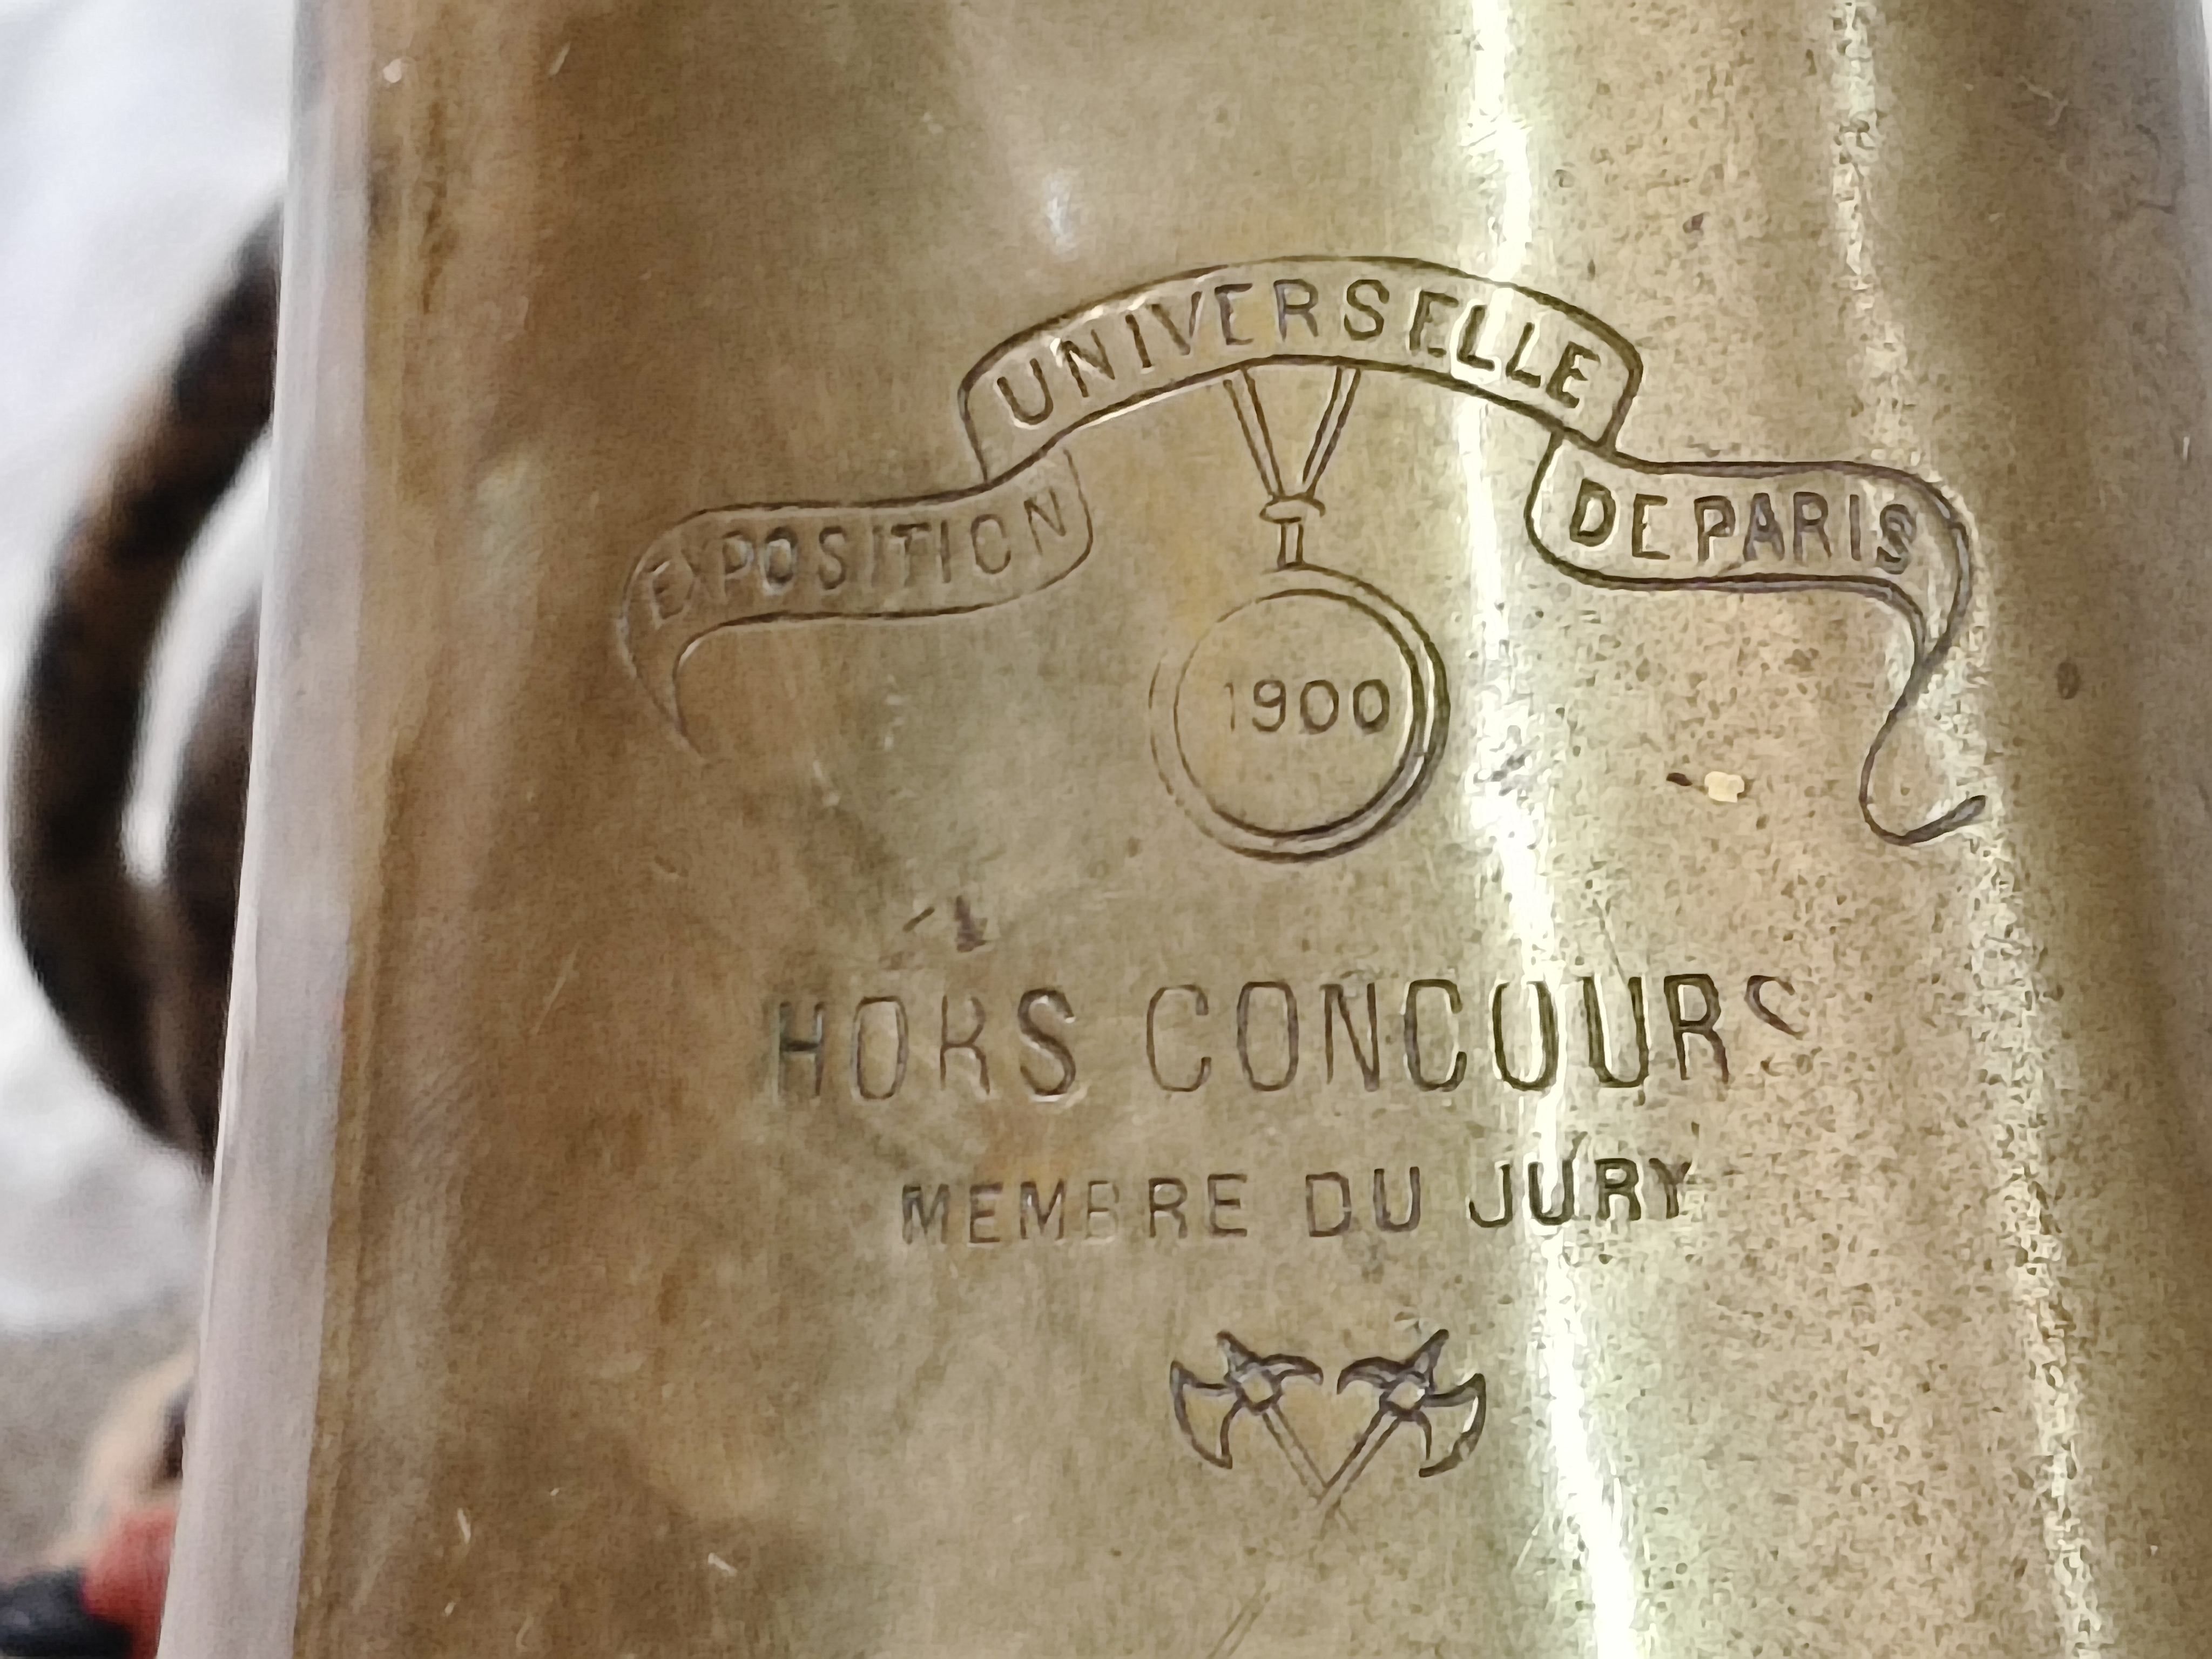 EXPOSITION UNIVERSELLE DE PARIS
1900
HORS CONCOURS
MEMBRE DU JURY